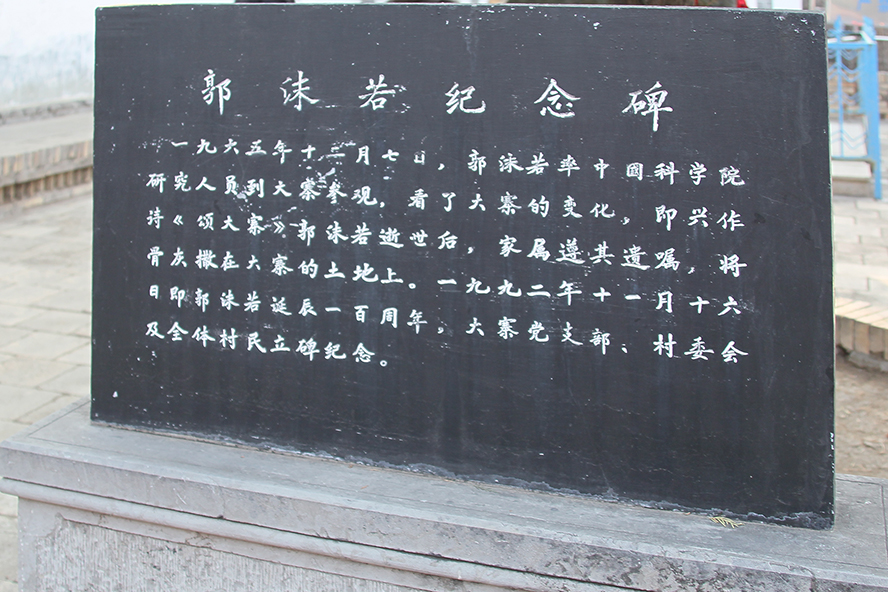 郭沫若纪念碑
一九六五年十二月七日，郭沫若率中国科学院
研究人员到大寨参观，看了大寨的变化，即兴作
诗《颂大寨》郭沫若逝世后，家属遵其遗嘱，将
骨灰撒在大寨的土地上。一九九二年十一月十六
日即郭沫若诞辰一百周年，大寨党支部、村委会
及全体村民立碑纪念。